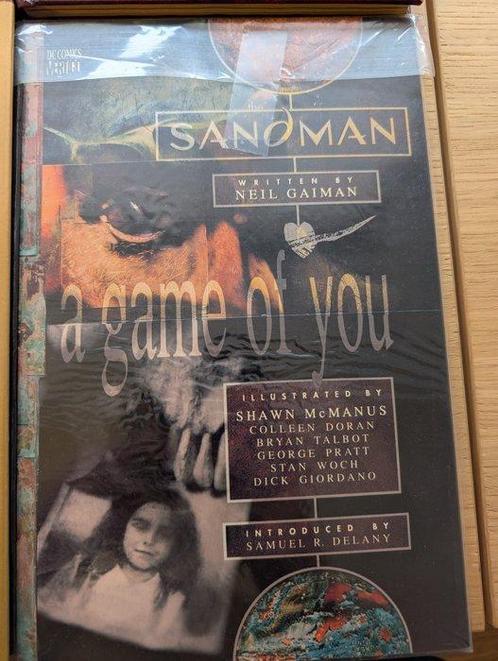 DC COMICS
VERTIGO
the
SANDMAN
WRITTEN BY
NEIL GAIMAN
a game of you
ILLUSTRATED BY
SHAWN McMANUS
COLLEEN DORAN
BRYAN TALBOT
GEORGE PRATT
STAN WOCH
DICK GIORDANO
INTRODUCED BY
SAMUEL R. DELANY